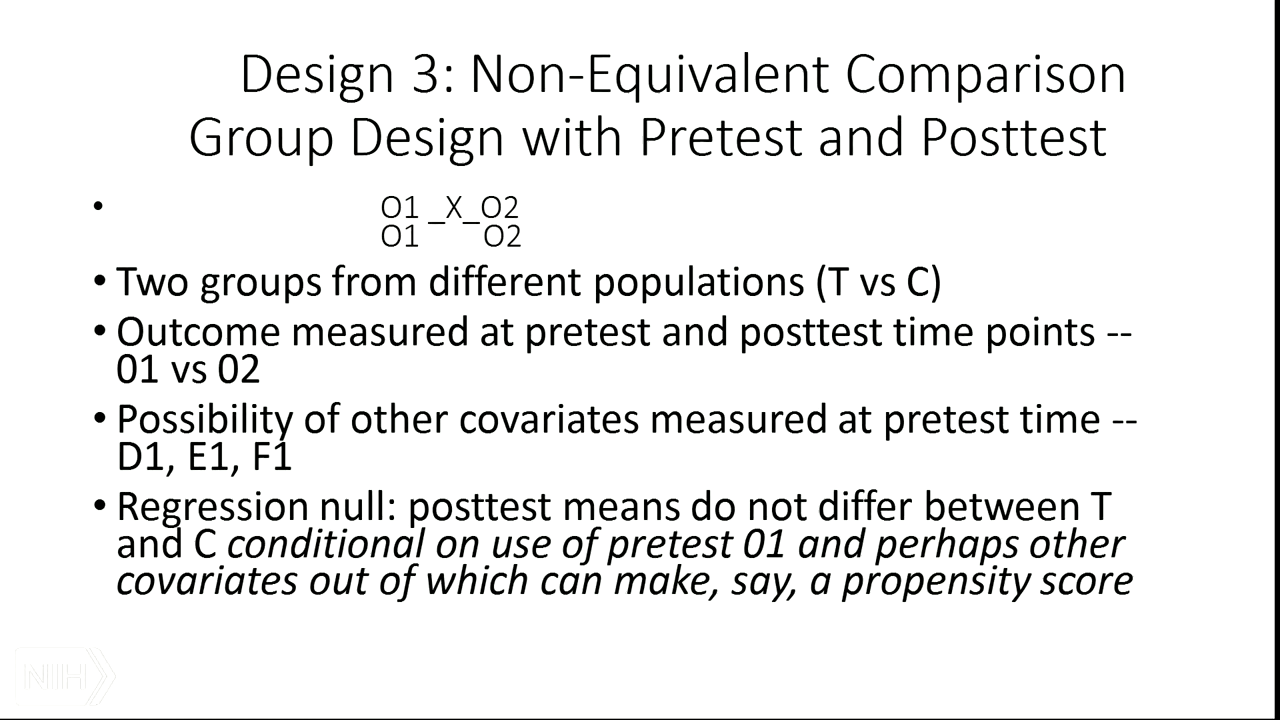 Design 3: Non-Equivalent Comparison
Group Design with Pretest and Posttest
• O1 _X_O2
O1 O2
• Two groups from different populations (T vs C)
• Outcome measured at pretest and posttest time points --
01 vs 02
• Possibility of other covariates measured at pretest time --
D1, E1, F1
• Regression null: posttest means do not differ between T
and C conditional on use of pretest 01 and perhaps other
covariates out of which can make, say, a propensity score
NIH